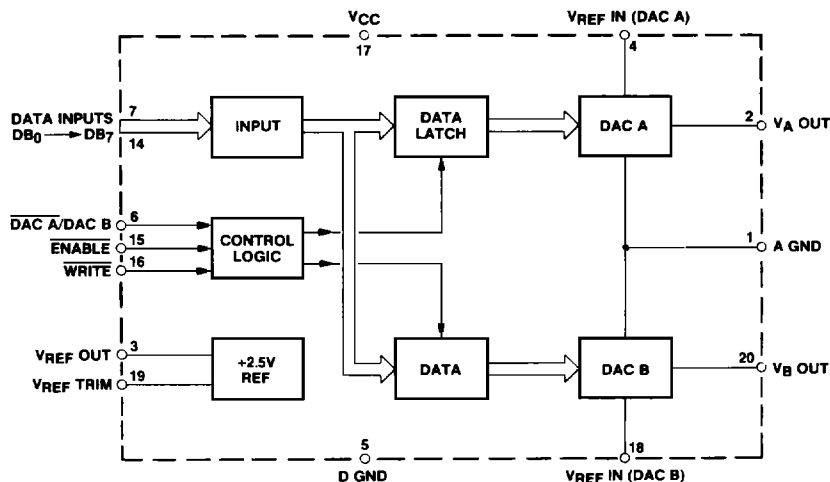 VCC
17
VREF IN (DAC A)
4
DATA INPUTS
DB0 → DB7
7
14
INPUT
DATA
LATCH
DAC A
2
VA OUT
DAC A/DAC B
6
ENABLE
15
WRITE
16
CONTROL
LOGIC
1
A GND
VREF OUT
3
VREF TRIM
19
+2.5V
REF
DATA
DAC B
20
VB OUT
5
D GND
18
VREF IN (DAC B)